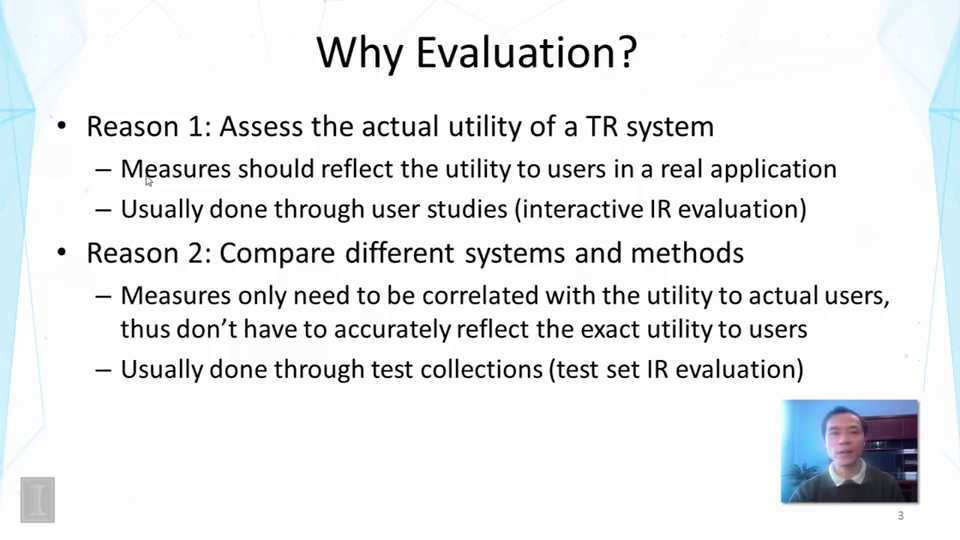 Why Evaluation?
• Reason 1: Assess the actual utility of a TR system
– Measures should reflect the utility to users in a real application
– Usually done through user studies (interactive IR evaluation)
• Reason 2: Compare different systems and methods
– Measures only need to be correlated with the utility to actual users,
thus don’t have to accurately reflect the exact utility to users
– Usually done through test collections (test set IR evaluation)
I
3